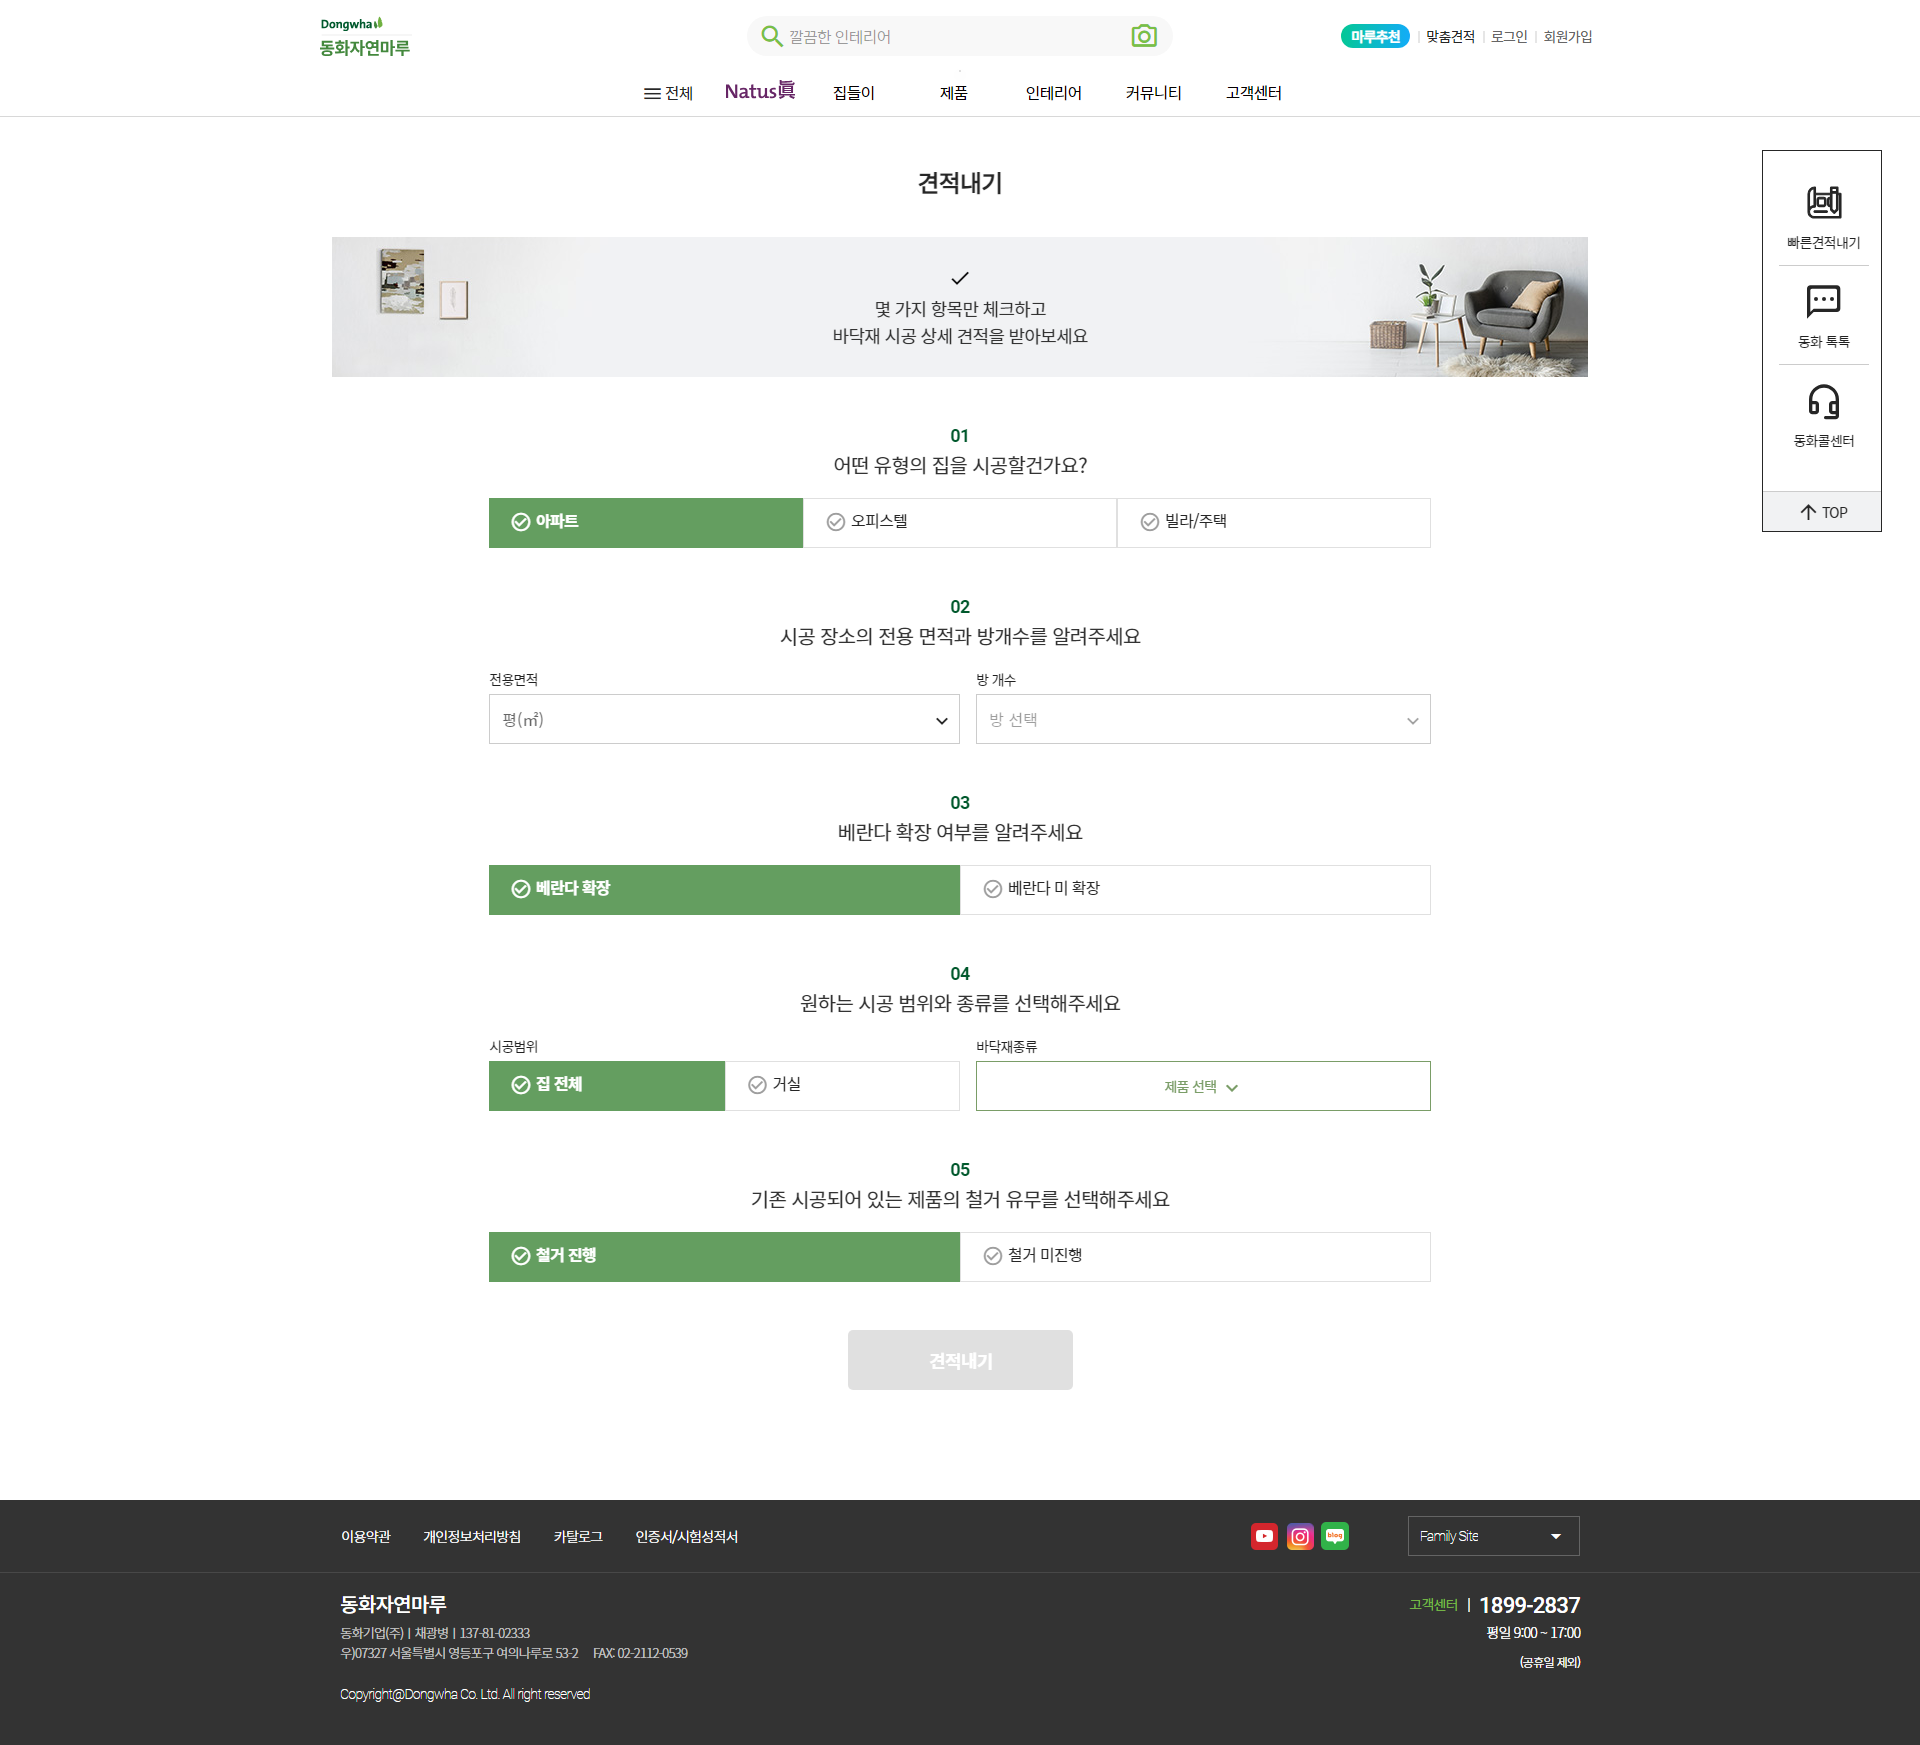 Dongwha
동화자연마루
깔끔한 인테리어
마루추천
맞춤견적
로그인
회원가입
전체
Natus眞
집들이
제품
인테리어
커뮤니티
고객센터
견적내기
몇 가지 항목만 체크하고
바닥재 시공 상세 견적을 받아보세요
빠른견적내기
동화 톡톡
동화콜센터
TOP
01
어떤 유형의 집을 시공할건가요?
아파트
오피스텔
빌라/주택
02
시공 장소의 전용 면적과 방개수를 알려주세요
전용면적
방 개수
평(㎡)
방 선택
03
베란다 확장 여부를 알려주세요
베란다 확장
베란다 미 확장
04
원하는 시공 범위와 종류를 선택해주세요
시공범위
바닥재종류
집 전체
거실
제품 선택
05
기존 시공되어 있는 제품의 철거 유무를 선택해주세요
철거 진행
철거 미진행
견적내기
이용약관
개인정보처리방침
카탈로그
인증서/시험성적서
blog
Family Site
동화자연마루
동화기업(주) | 채광병 | 137-81-02333
우)07327 서울특별시 영등포구 여의나루로 53-2 FAX: 02-2112-0539
Copyright@Dongwha Co. Ltd. All right reserved
고객센터 | 1899-2837
평일 9:00 ~ 17:00
(공휴일 제외)